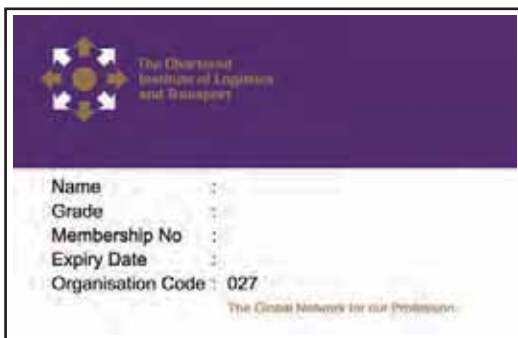 The Chartered
Institute of Logistics
and Transport
Name :
Grade :
Membership No :
Expiry Date :
Organisation Code : 027
The Global Network for our Profession